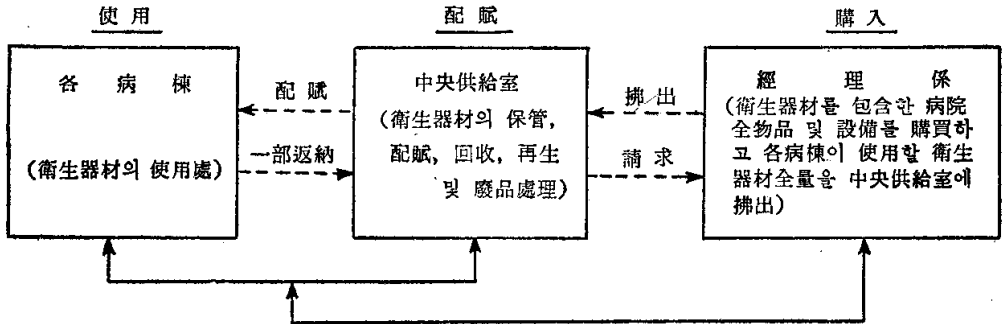 使用
配賦
購入
各病棟
(衛生器材의 使用處)
配賦
一部返納
中央供給室
(衛生器材의 保管,
配賦, 回收, 再生
및 廢品處理)
拂出
請求
經理係
(衛生器材를 包含한 病院
全物品 및 設備를 購買하
고 各病棟이 使用할 衛生
器材全量을 中央供給室에
拂出)